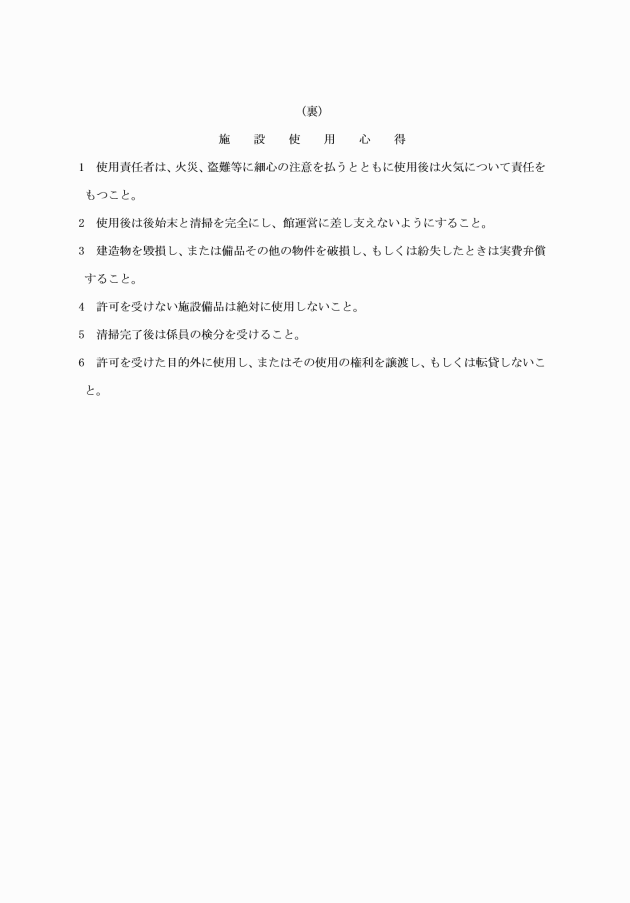 （裏）
施　設　使　用　心　得
1　使用責任者は、火災、盗難等に細心の注意を払うとともに使用後は火気について責任を
もつこと。
2　使用後は後始末と清掃を完全にし、館運営に差し支えないようにすること。
3　建造物を毀損し、または備品その他の物件を破損し、もしくは紛失したときは実費弁償
すること。
4　許可を受けない施設備品は絶対に使用しないこと。
5　清掃完了後は係員の検分を受けること。
6　許可を受けた目的外に使用し、またはその使用の権利を譲渡し、もしくは転貸しないこ
と。